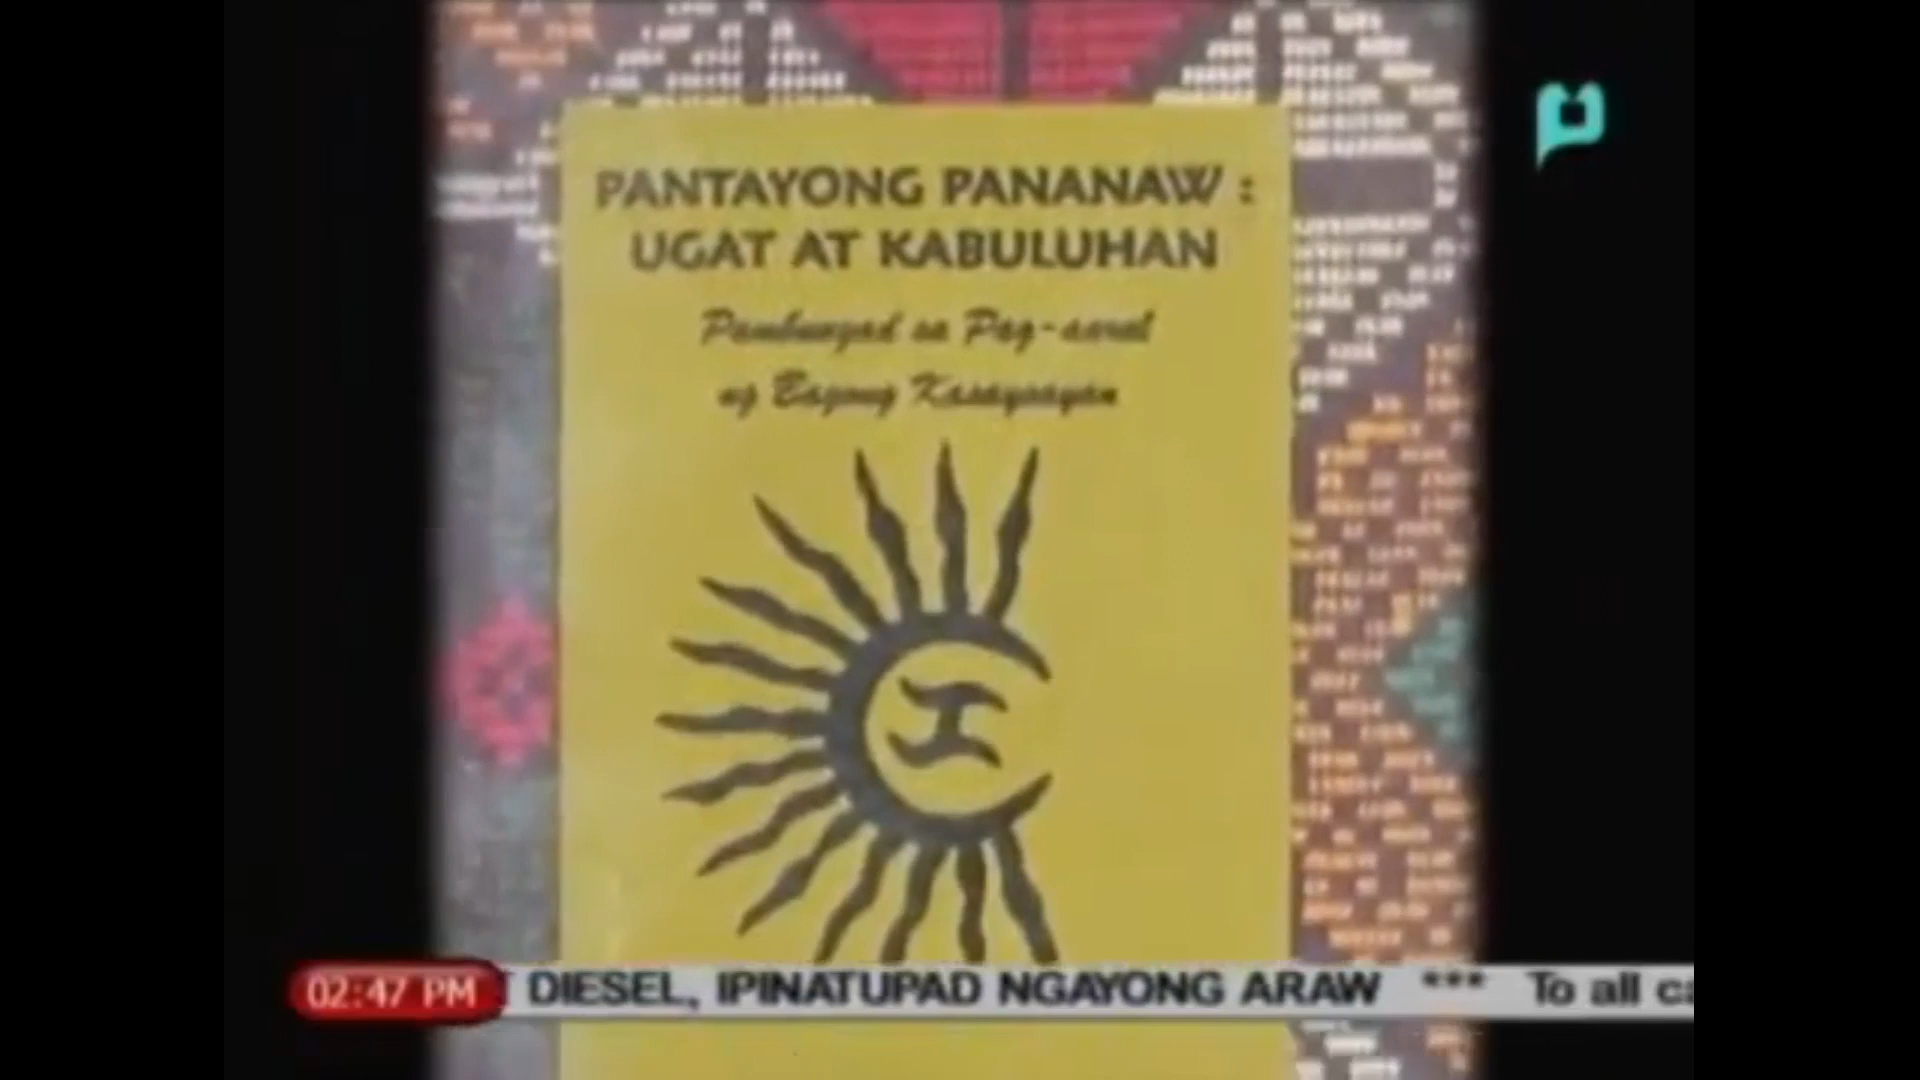 PANTAYONG PANANAW :
UGAT AT KABULUHAN
Pambungad sa Pag-aaral
ng Bagong Kasaysayan
02:47 PM
DIESEL, IPINATUPAD NGAYONG ARAW *** To all ca